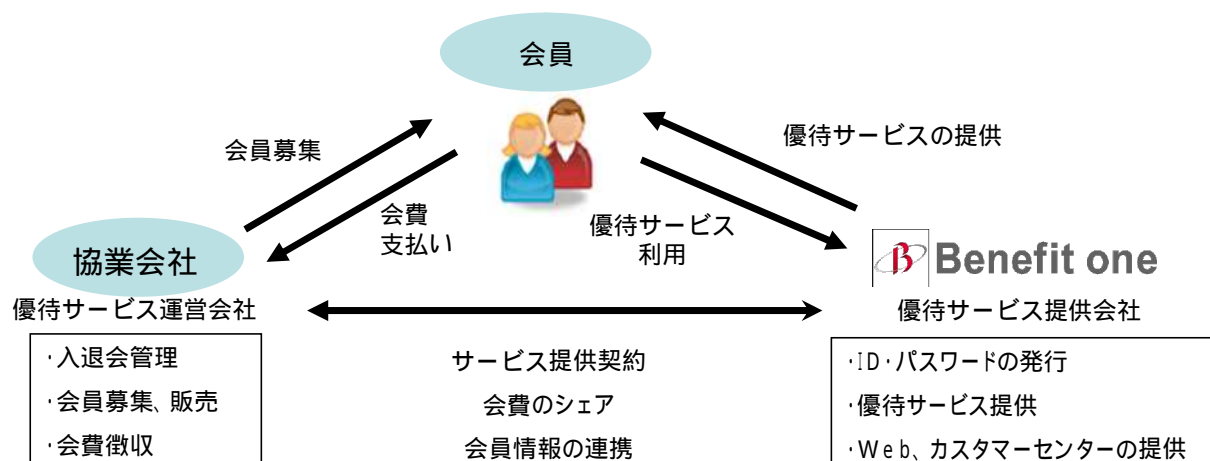 会員
会員募集
会費
支払い
優待サービスの提供
優待サービス
利用
協業会社
優待サービス運営会社
・入退会管理
・会員募集、販売
・会費徴収
サービス提供契約
会費のシェア
会員情報の連携
B Benefit one
優待サービス提供会社
・ID・パスワードの発行
・優待サービス提供
・Web、カスタマーセンターの提供